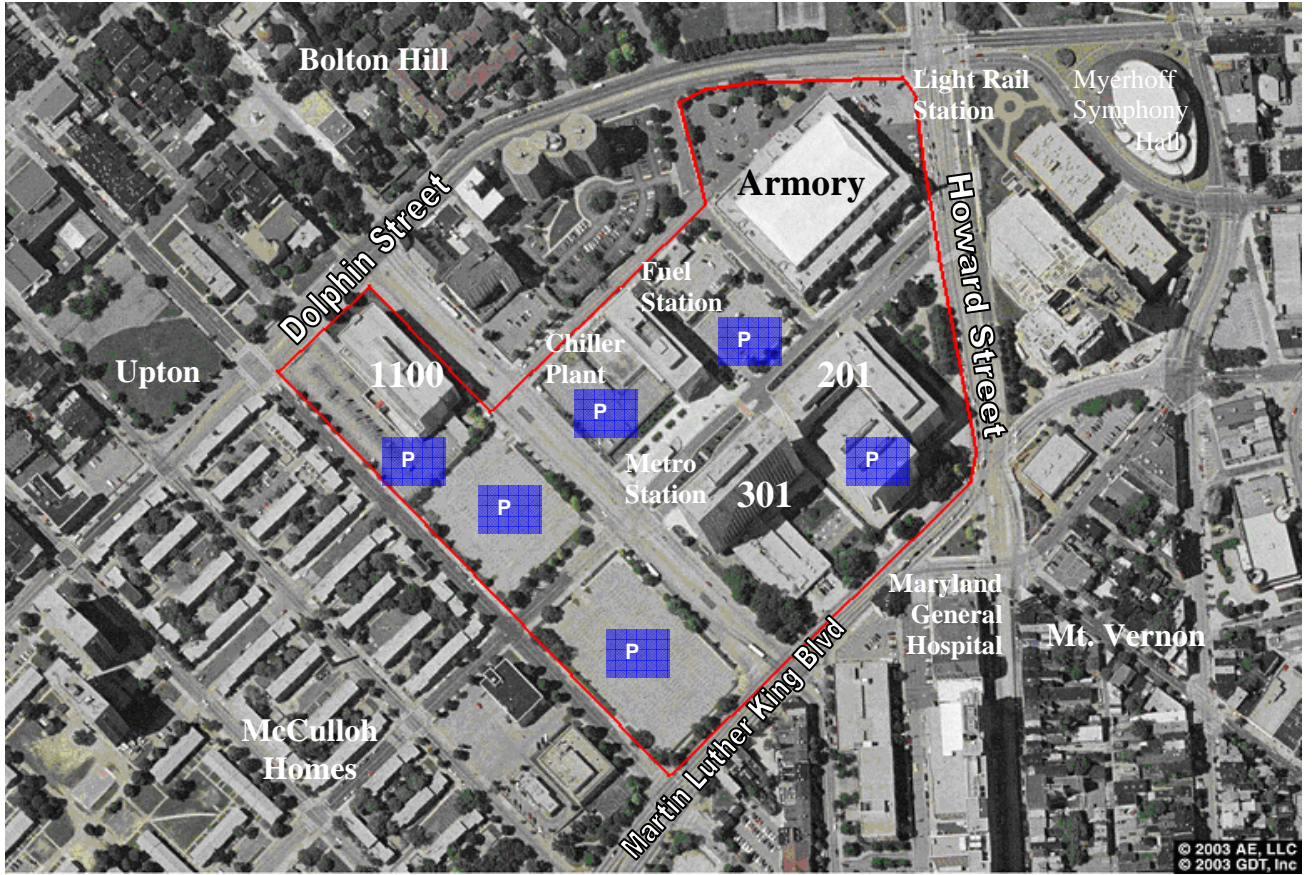 Bolton Hill
Light Rail
Station
Myerhoff
Symphony
Hall
Armory
Dolphin Street
Howard Street
Fuel
Station
P
Chiller
Plant
Upton
1100
201
P
P
P
Metro
Station
301
P
Maryland
General
Hospital
Mt. Vernon
P
Martin Luther King Blvd
McCulloh
Homes
© 2003 AE, LLC
© 2003 GDT, Inc